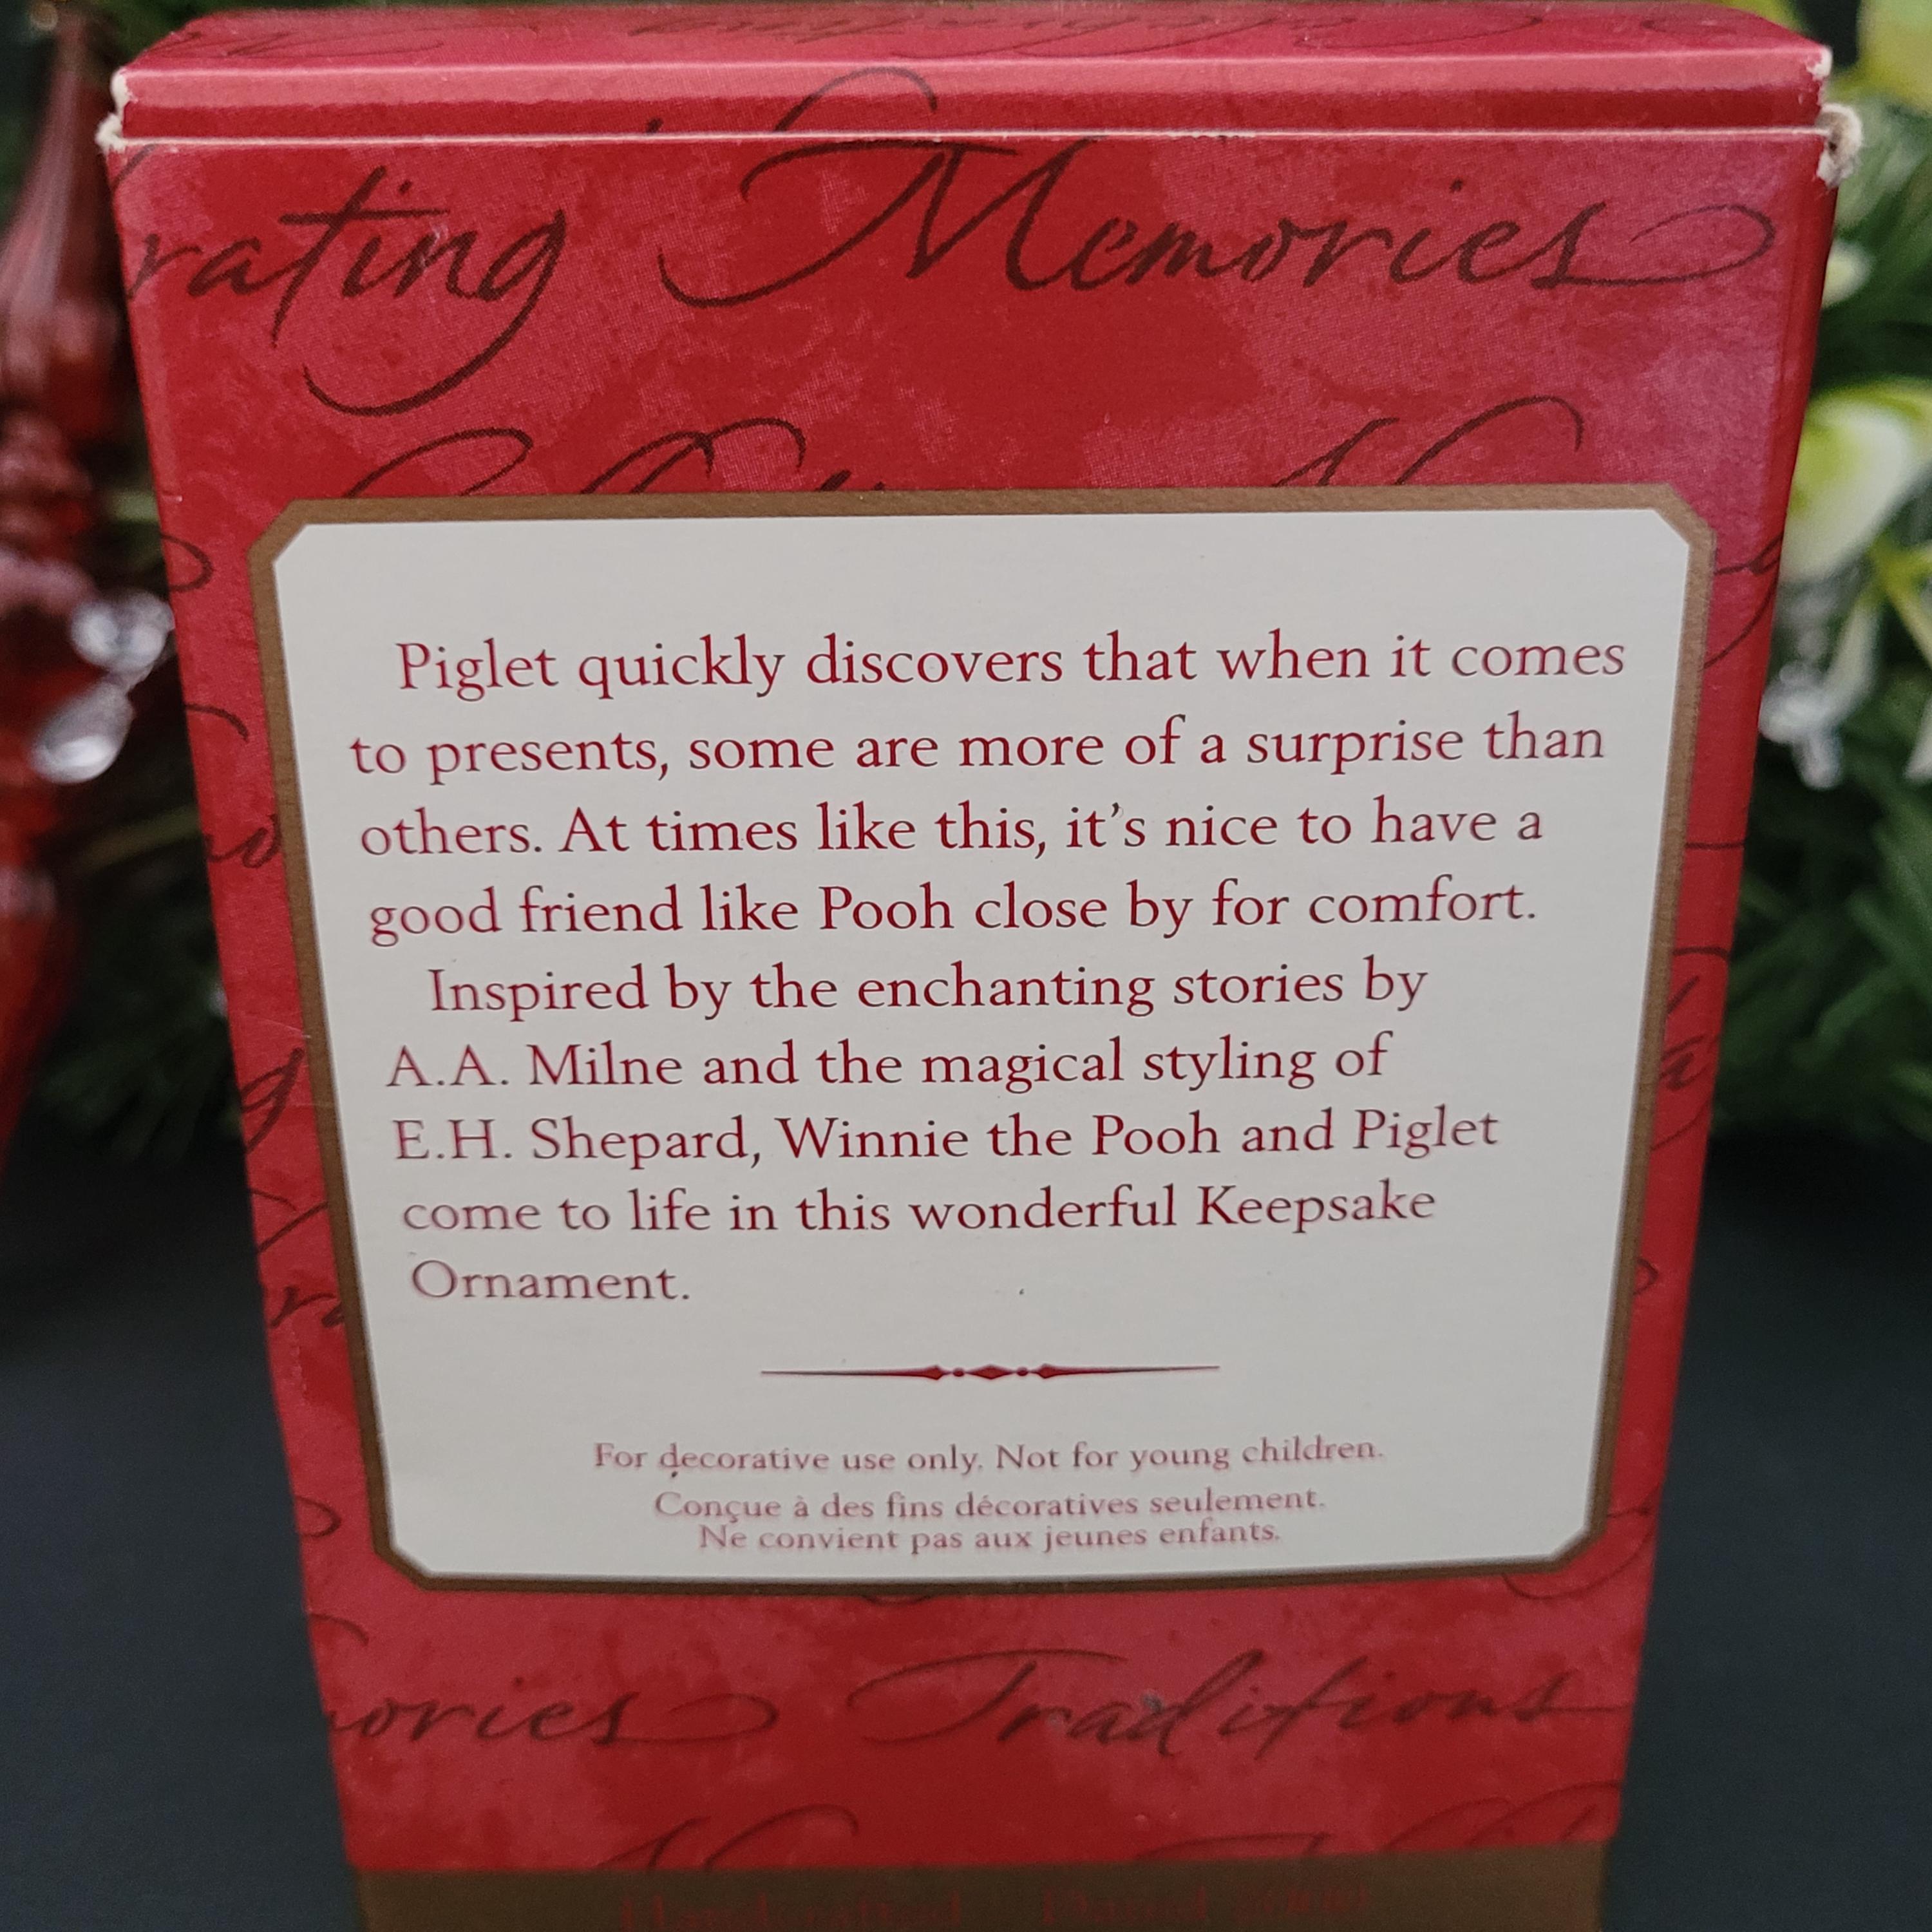 rating Memories
Piglet quickly discovers that when it comes
to presents, some are more of a surprise than
others. At times like this, it's nice to have a
good friend like Pooh close by for comfort.
Inspired by the enchanting stories by
A.A. Milne and the magical styling of
E.H. Shepard, Winnie the Pooh and Piglet
come to life in this wonderful Keepsake
Ornament.
For decorative use only. Not for young children.
Conçue à des fins décoratives seulement.
Ne convient pas aux jeunes enfants.
ories Traditions
Handcrafted